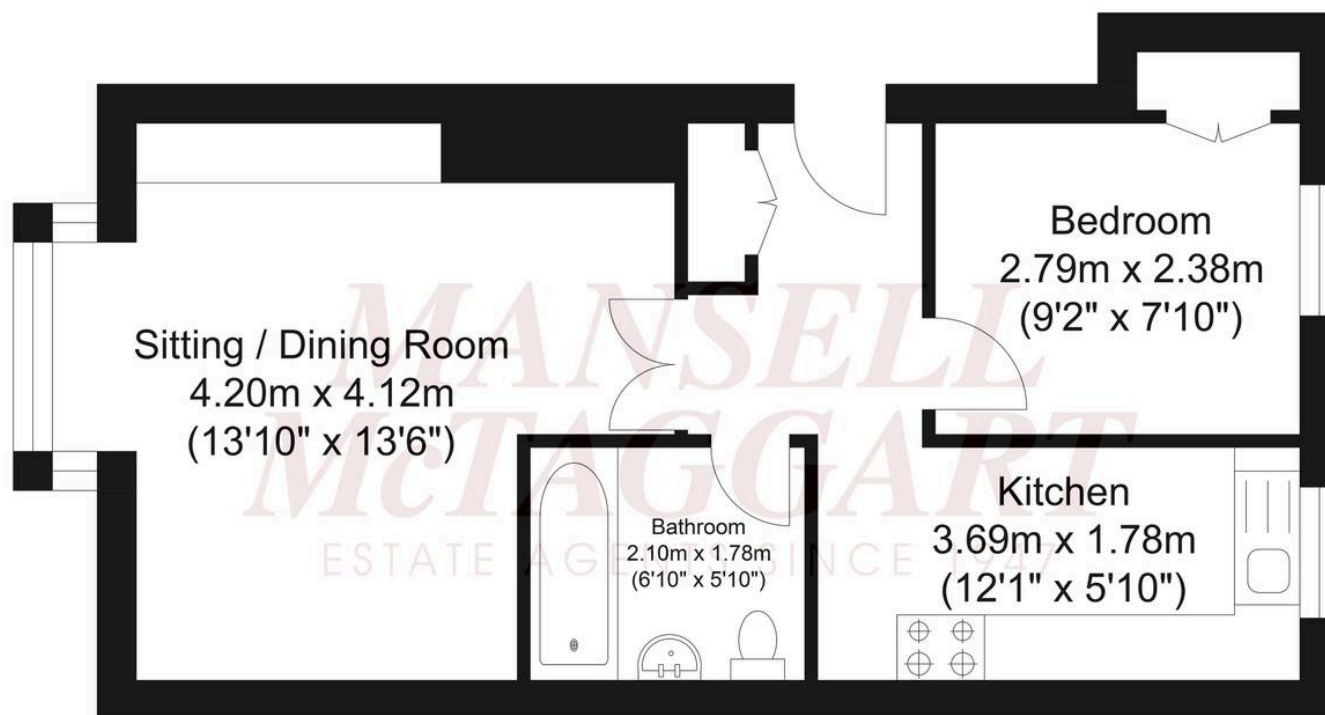 Bedroom
2.79m x 2.38m
(9'2" x 7'10")
Sitting / Dining Room
4.20m x 4.12m
(13'10" x 13'6")
Kitchen
3.69m x 1.78m
(12'1" x 5'10")
Bathroom
2.10m x 1.78m
(6'10" x 5'10")
MANSELL
McTAGGART
ESTATE AGENTS SINCE 1947